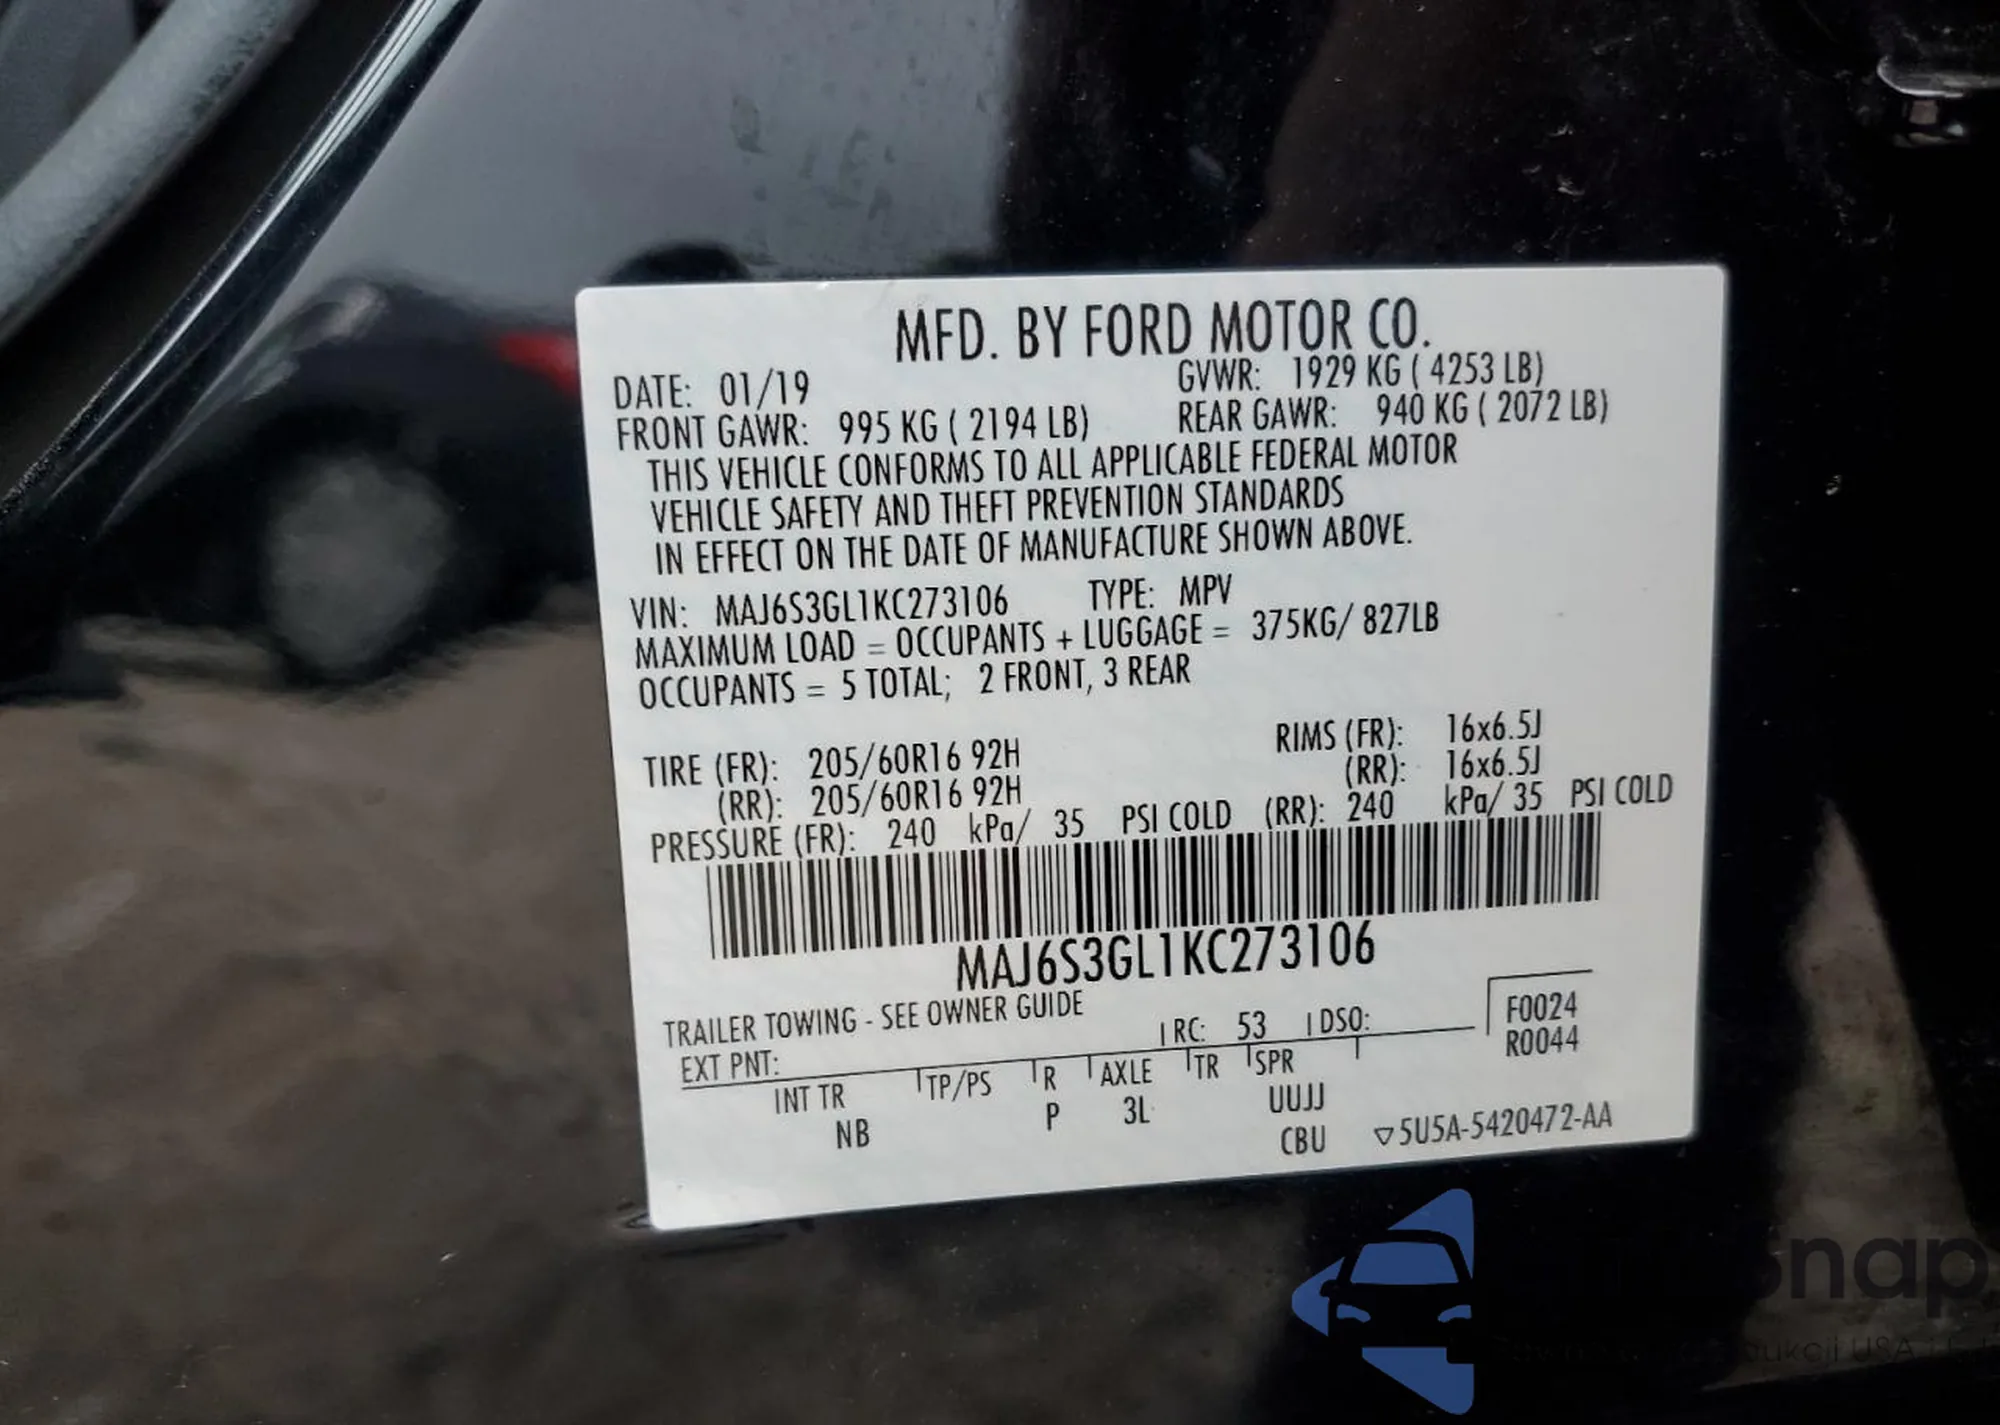 MFD. BY FORD MOTOR CO.
DATE: 01/19 GVWR: 1929 KG ( 4253 LB)
FRONT GAWR: 995 KG ( 2194 LB) REAR GAWR: 940 KG ( 2072 LB)
THIS VEHICLE CONFORMS TO ALL APPLICABLE FEDERAL MOTOR
VEHICLE SAFETY AND THEFT PREVENTION STANDARDS
IN EFFECT ON THE DATE OF MANUFACTURE SHOWN ABOVE.
VIN: MAJ6S3GL1KC273106 TYPE: MPV
MAXIMUM LOAD = OCCUPANTS + LUGGAGE = 375KG/ 827LB
OCCUPANTS = 5 TOTAL; 2 FRONT, 3 REAR
TIRE (FR): 205/60R16 92H RIMS (FR): 16x6.5J
(RR): 205/60R16 92H (RR): 16x6.5J
PRESSURE (FR): 240 kPa/ 35 PSI COLD (RR): 240 kPa/ 35 PSI COLD
MAJ6S3GL1KC273106
TRAILER TOWING - SEE OWNER GUIDE
EXT PNT: RC: 53 DSO: F0024
R0044
INT TR TP/PS R AXLE TR SPR
NB P 3L UUJJ
CBU ▽5U5A-5420472-AA
snap
USA